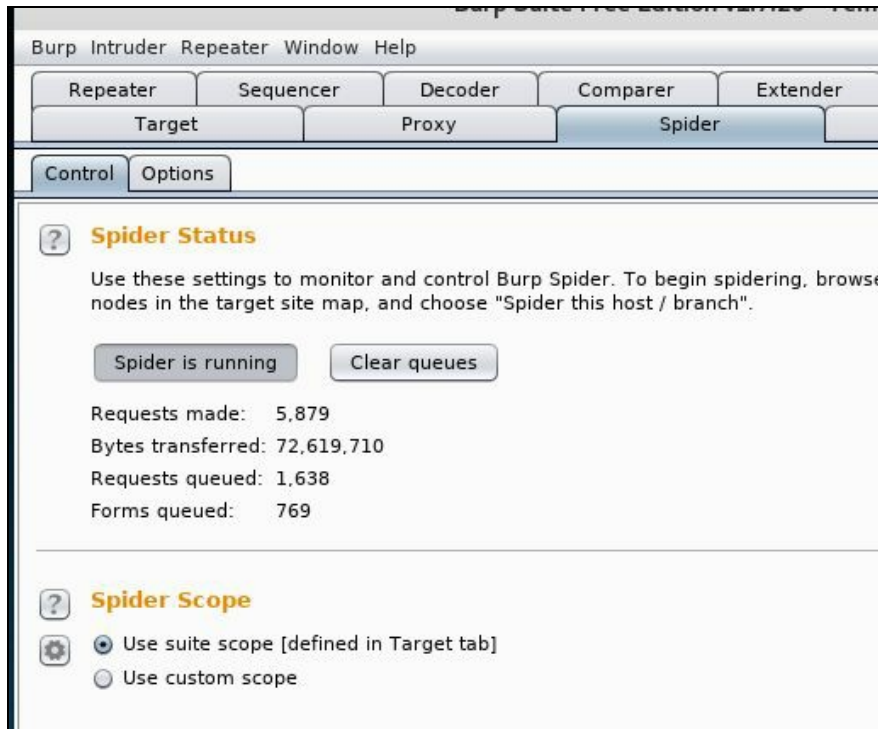 Burp Intruder Repeater Window Help
Repeater Sequencer Decoder Comparer Extender
Target Proxy Spider
Control Options
Spider Status
Use these settings to monitor and control Burp Spider. To begin spidering, browse
nodes in the target site map, and choose "Spider this host / branch".
Spider is running Clear queues
Requests made: 5,879
Bytes transferred: 72,619,710
Requests queued: 1,638
Forms queued: 769
Spider Scope
Use suite scope [defined in Target tab]
Use custom scope